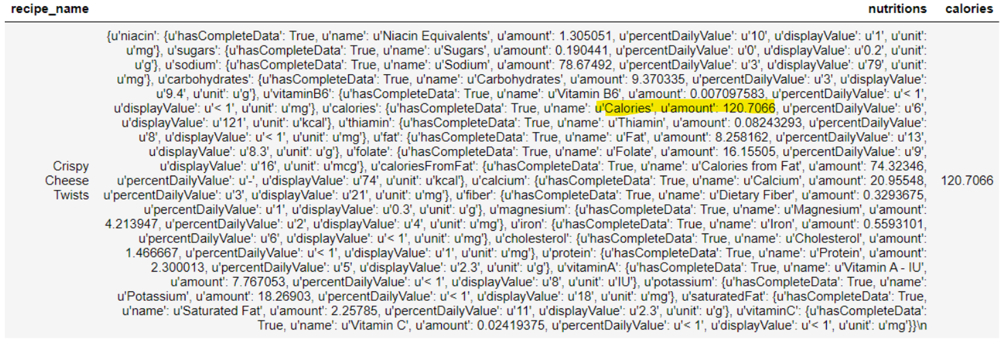 recipe_name nutritions calories
{u'niacin': {u'hasCompleteData': True, u'name': u'Niacin Equivalents', u'amount': 1.305051, u'percentDailyValue': u'10', u'displayValue': u'1', u'unit':
u'mg'}, u'sugars': {u'hasCompleteData': True, u'name': u'Sugars', u'amount': 0.190441, u'percentDailyValue': u'0', u'displayValue': u'0.2', u'unit':
u'g'}, u'sodium': {u'hasCompleteData': True, u'name': u'Sodium', u'amount': 78.67492, u'percentDailyValue': u'3', u'displayValue': u'79', u'unit':
u'mg'}, u'carbohydrates': {u'hasCompleteData': True, u'name': u'Carbohydrates', u'amount': 9.370335, u'percentDailyValue': u'3', u'displayValue':
u'9.4', u'unit': u'g'}, u'vitaminB6': {u'hasCompleteData': True, u'name': u'Vitamin B6', u'amount': 0.007097583, u'percentDailyValue': u'< 1',
u'displayValue': u'< 1', u'unit': u'mg'}, u'calories': {u'hasCompleteData': True, u'name': u'Calories', u'amount': 120.7066, u'percentDailyValue': u'6',
u'displayValue': u'121', u'unit': u'kcal'}, u'thiamin': {u'hasCompleteData': True, u'name': u'Thiamin', u'amount': 0.08243293, u'percentDailyValue':
u'8', u'displayValue': u'< 1', u'unit': u'mg'}, u'fat': {u'hasCompleteData': True, u'name': u'Fat', u'amount': 8.258162, u'percentDailyValue': u'13',
u'displayValue': u'8.3', u'unit': u'g'}, u'folate': {u'hasCompleteData': True, u'name': u'Folate', u'amount': 16.15505, u'percentDailyValue': u'9',
Crispy u'displayValue': u'16', u'unit': u'mcg'}, u'caloriesFromFat': {u'hasCompleteData': True, u'name': u'Calories from Fat', u'amount': 74.32346,
Cheese u'percentDailyValue': u'-', u'displayValue': u'74', u'unit': u'kcal'}, u'calcium': {u'hasCompleteData': True, u'name': u'Calcium', u'amount': 20.95548, 120.7066
Twists u'percentDailyValue': u'3', u'displayValue': u'21', u'unit': u'mg'}, u'fiber': {u'hasCompleteData': True, u'name': u'Dietary Fiber', u'amount': 0.3293675,
u'percentDailyValue': u'1', u'displayValue': u'0.3', u'unit': u'g'}, u'magnesium': {u'hasCompleteData': True, u'name': u'Magnesium', u'amount':
4.213947, u'percentDailyValue': u'2', u'displayValue': u'4', u'unit': u'mg'}, u'iron': {u'hasCompleteData': True, u'name': u'Iron', u'amount': 0.5593101,
u'percentDailyValue': u'6', u'displayValue': u'< 1', u'unit': u'mg'}, u'cholesterol': {u'hasCompleteData': True, u'name': u'Cholesterol', u'amount':
1.466667, u'percentDailyValue': u'< 1', u'displayValue': u'1', u'unit': u'mg'}, u'protein': {u'hasCompleteData': True, u'name': u'Protein', u'amount':
2.300013, u'percentDailyValue': u'5', u'displayValue': u'2.3', u'unit': u'g'}, u'vitaminA': {u'hasCompleteData': True, u'name': u'Vitamin A - IU',
u'amount': 7.767053, u'percentDailyValue': u'< 1', u'displayValue': u'8', u'unit': u'IU'}, u'potassium': {u'hasCompleteData': True, u'name':
u'Potassium', u'amount': 18.26903, u'percentDailyValue': u'< 1', u'displayValue': u'18', u'unit': u'mg'}, u'saturatedFat': {u'hasCompleteData': True,
u'name': u'Saturated Fat', u'amount': 2.25785, u'percentDailyValue': u'11', u'displayValue': u'2.3', u'unit': u'g'}, u'vitaminC': {u'hasCompleteData':
True, u'name': u'Vitamin C', u'amount': 0.02419375, u'percentDailyValue': u'< 1', u'displayValue': u'< 1', u'unit': u'mg'}}\n